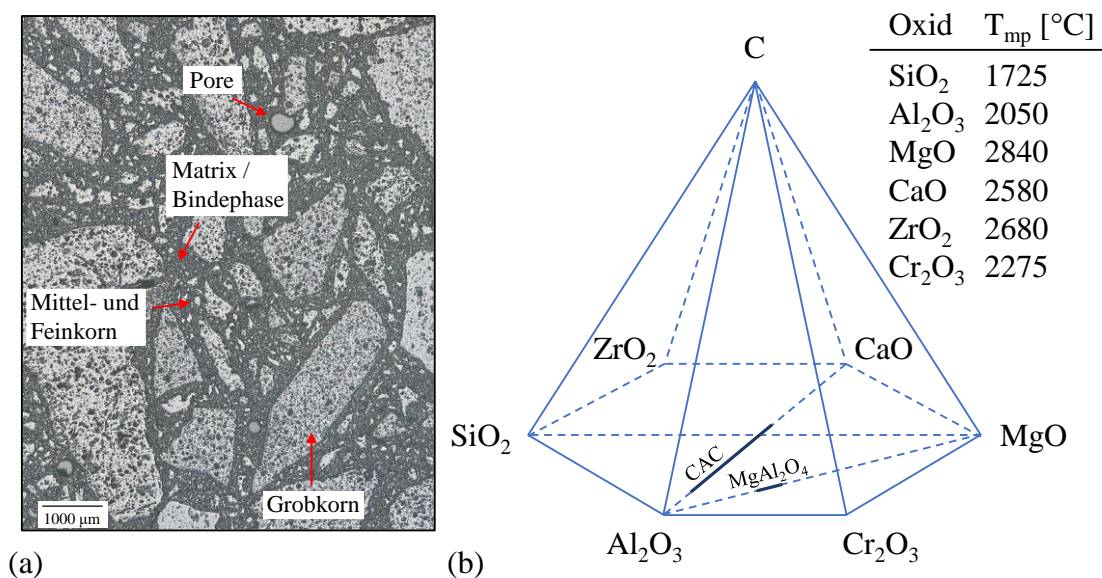 Pore
Matrix /
Bindephase
Mittel- und
Feinkorn
Grobkorn
1000 µm
(a)
C
ZrO₂
CaO
SiO₂
MgO
CAC
MgAl₂O₄
Al₂O₃
Cr₂O₃
(b)
Oxid Tmp [°C]
SiO₂ 1725
Al₂O₃ 2050
MgO 2840
CaO 2580
ZrO₂ 2680
Cr₂O₃ 2275